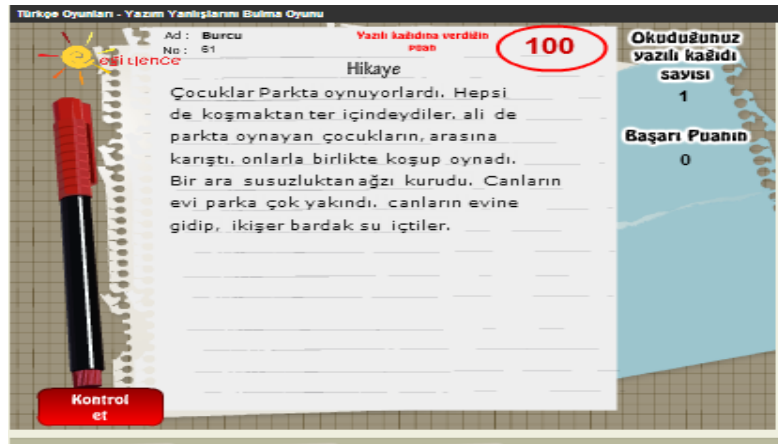 Türkçe Oyunları - Yazım Yanlışlarını Bulma Oyunu
Ad : Burcu
No : 61
Yazılı kağıdına verdiğin
puan
100
Hikaye
Çocuklar Parkta oynuyorlardı. Hepsi
de koşmaktan ter içindeydiler. ali de
parkta oynayan çocukların, arasına
karıştı. onlarla birlikte koşup oynadı.
Bir ara susuzluktan ağzı kurudu. Canların
evi parka çok yakındı. canların evine
gidip, ikişer bardak su içtiler.
Okuduğunuz
yazılı kağıdı
sayısı
1
Başarı Puanın
0
Kontrol
et